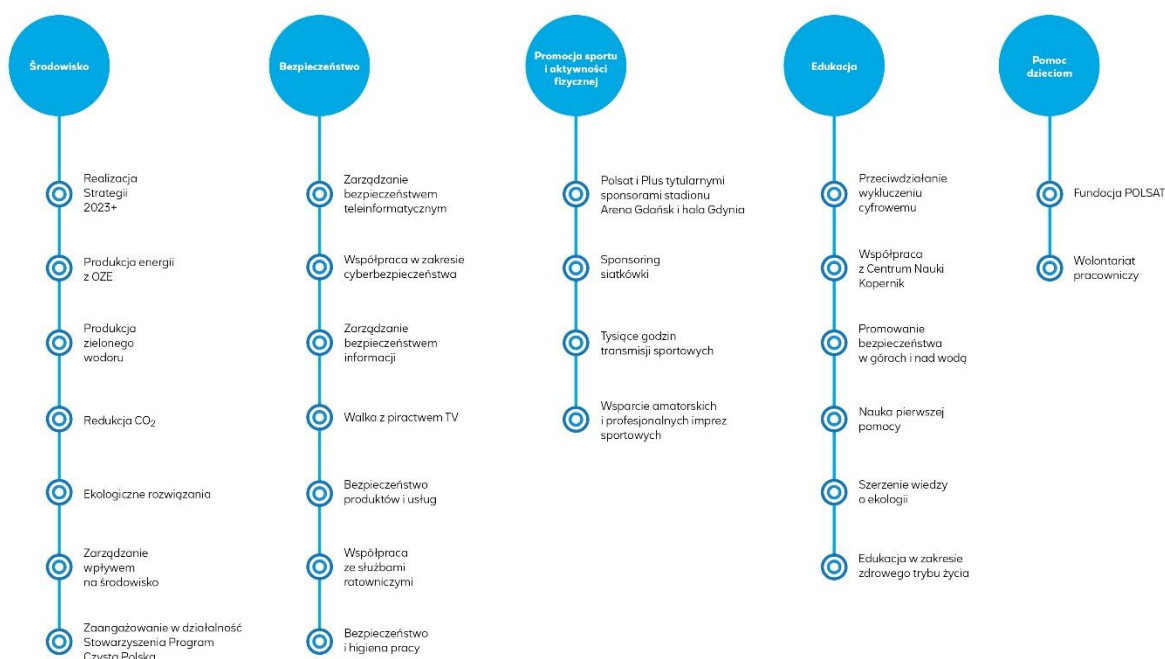 Środowisko
Realizacja
Strategii
2023+
Produkcja energii
z OZE
Produkcja
zielonego
wodoru
Redukcja CO₂
Ekologiczne rozwiązania
Zarządzanie
wpływem
na środowisko
Zaangażowanie w działalność
Stowarzyszenia Program
Czysta Polska
Bezpieczeństwo
Zarządzanie
bezpieczeństwem
teleinformatycznym
Współpraca w zakresie
cyberbezpieczeństwa
Zarządzanie
bezpieczeństwem
informacji
Walka z piractwem TV
Bezpieczeństwo
produktów i usług
Współpraca
ze służbami
ratowniczymi
Bezpieczeństwo
i higiena pracy
Promocja sportu
i aktywności
fizycznej
Polsat i Plus tytularnymi
sponsorami stadionu
Arena Gdańsk i hala Gdynia
Sponsoring
siatkówki
Tysiące godzin
transmisji sportowych
Wsparcie amatorskich
i profesjonalnych imprez
sportowych
Edukacja
Przeciwdziałanie
wykluczeniu
cyfrowemu
Współpraca
z Centrum Nauki
Kopernik
Promowanie
bezpieczeństwa
w górach i nad wodą
Nauka pierwszej
pomocy
Szerzenie wiedzy
o ekologii
Edukacja w zakresie
zdrowego trybu życia
Pomoc
dzieciom
Fundacja POLSAT
Wolontariat
pracowniczy